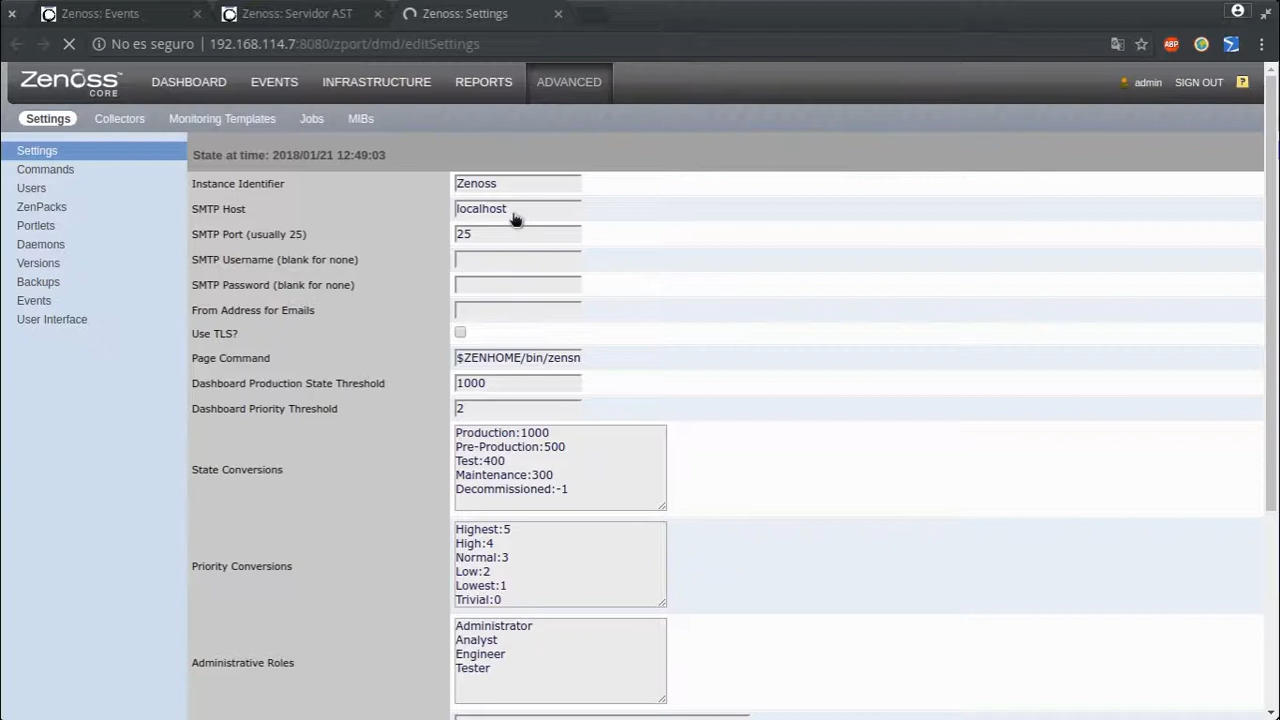 Zenoss: Events
Zenoss: Servidor AST
Zenoss: Settings
No es seguro
192.168.114.7:8080/zport/dmd/editSettings
ABP
Zenoss™
CORE
DASHBOARD
EVENTS
INFRASTRUCTURE
REPORTS
ADVANCED
admin
SIGN OUT
?
Settings
Collectors
Monitoring Templates
Jobs
MIBs
Settings
Commands
Users
ZenPacks
Portlets
Daemons
Versions
Backups
Events
User Interface
State at time: 2018/01/21 12:49:03
Instance Identifier
Zenoss
SMTP Host
localhost
SMTP Port (usually 25)
25
SMTP Username (blank for none)
SMTP Password (blank for none)
From Address for Emails
Use TLS?
Page Command
$ZENHOME/bin/zensn
Dashboard Production State Threshold
1000
Dashboard Priority Threshold
2
State Conversions
Production:1000
Pre-Production:500
Test:400
Maintenance:300
Decommissioned:-1
Priority Conversions
Highest:5
High:4
Normal:3
Low:2
Lowest:1
Trivial:0
Administrative Roles
Administrator
Analyst
Engineer
Tester